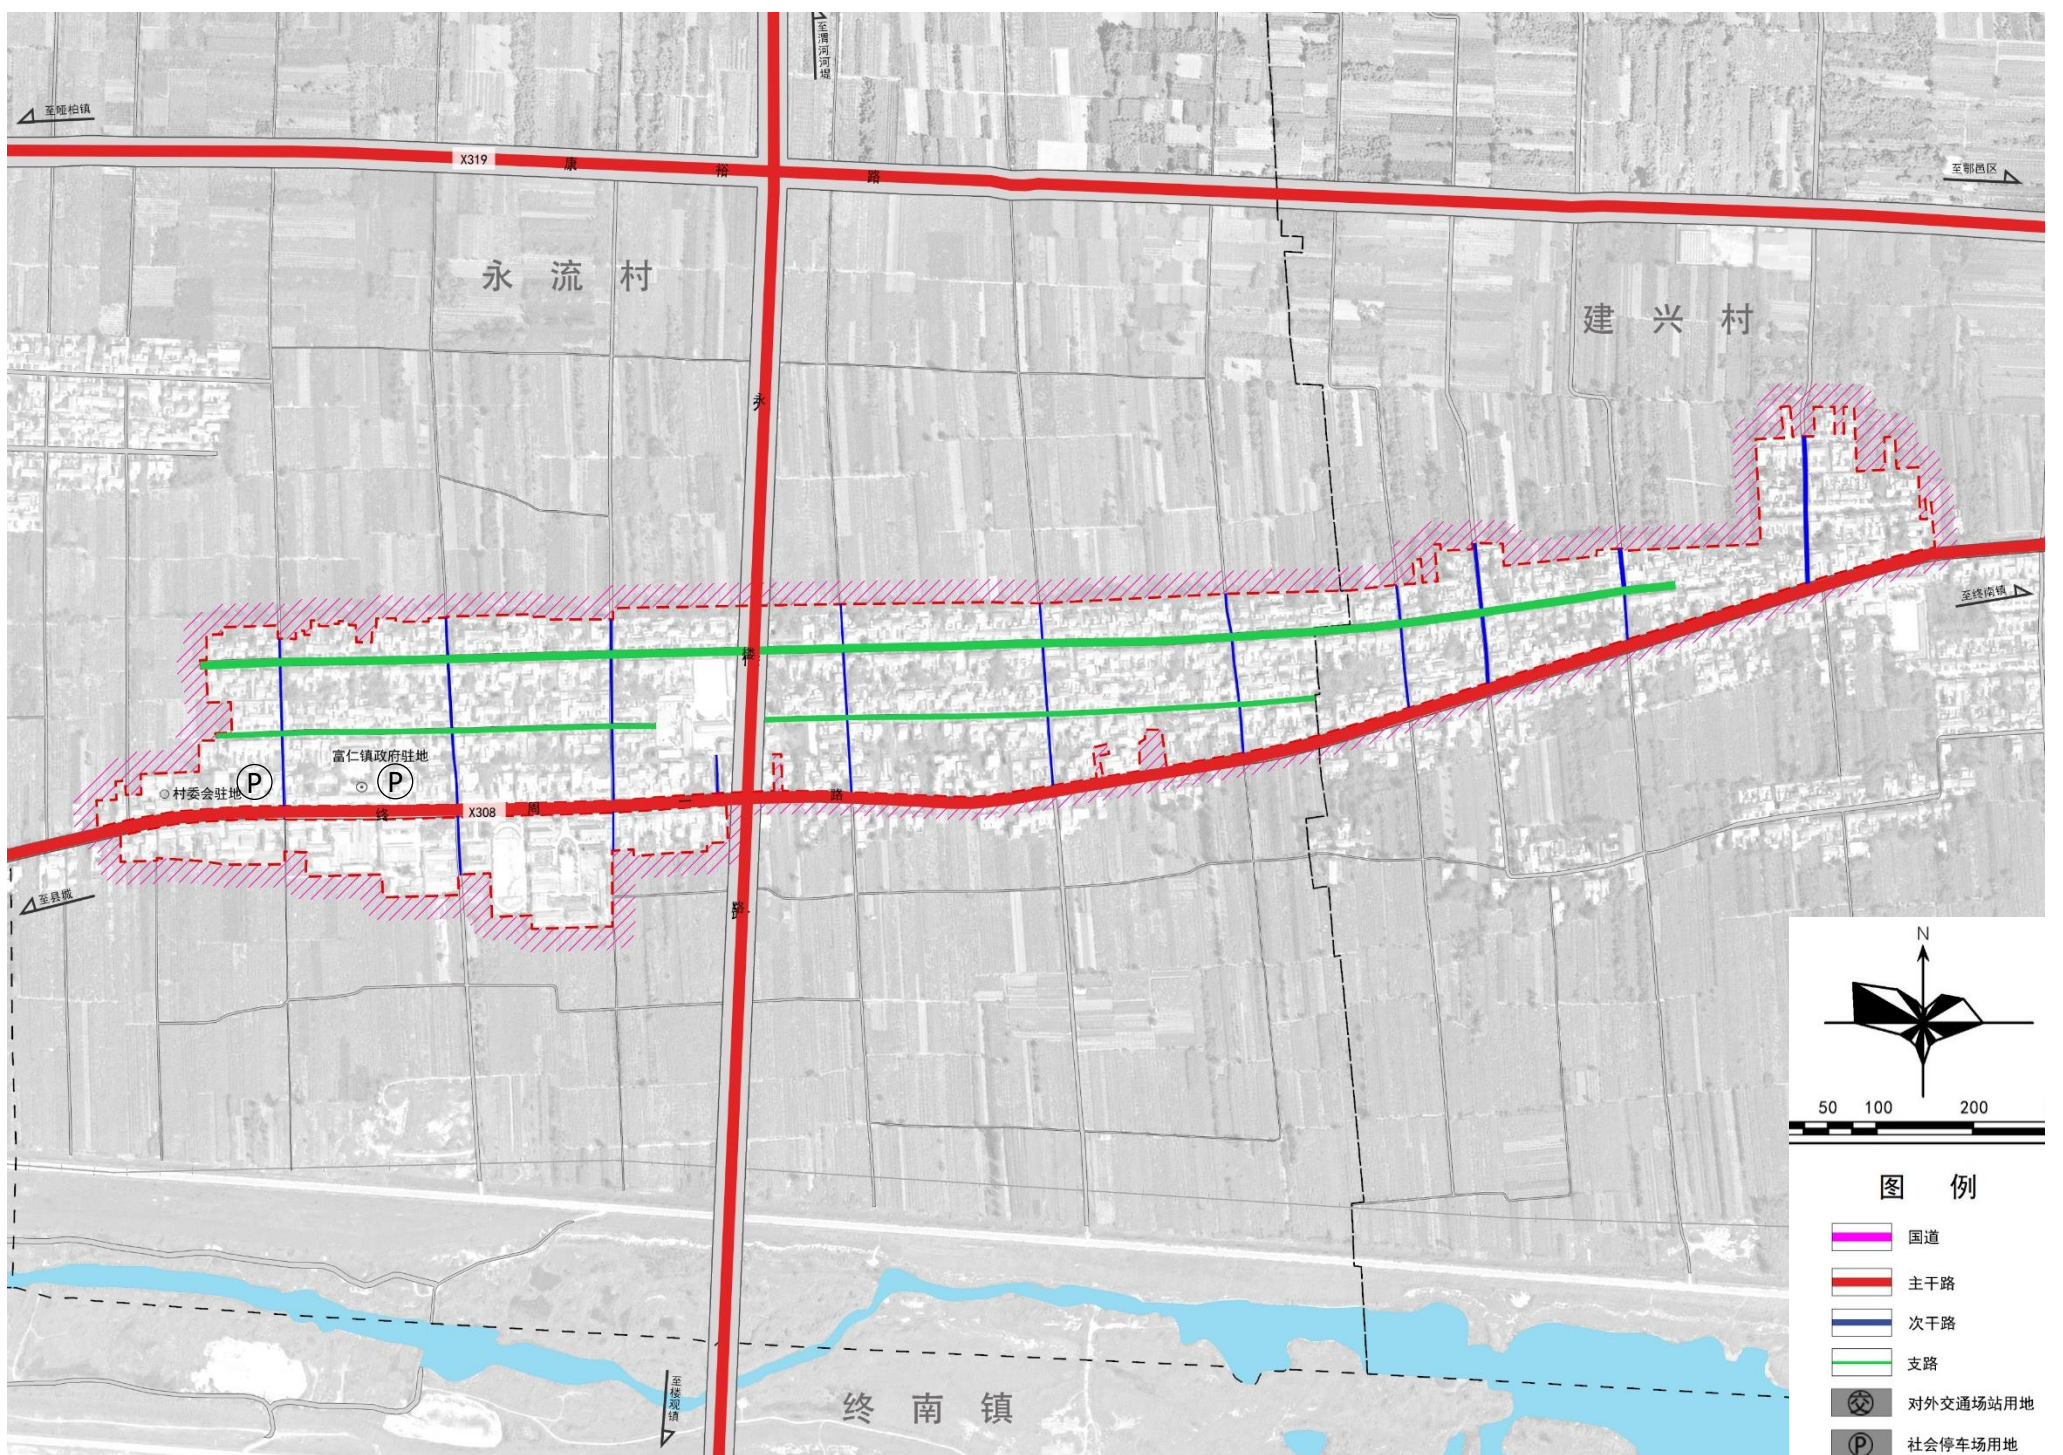 至渭河河堤
至哑柏镇
X319
康
裕
路
至鄠邑区
永流村
建兴村
永
楼
路
至终南镇
富仁镇政府驻地
P
P
村委会驻地
终
X308
周
一
路
至县城
N
50 100 200
图 例
国道
主干路
次干路
支路
交 对外交通场站用地
P 社会停车场用地
至楼观镇
终南镇